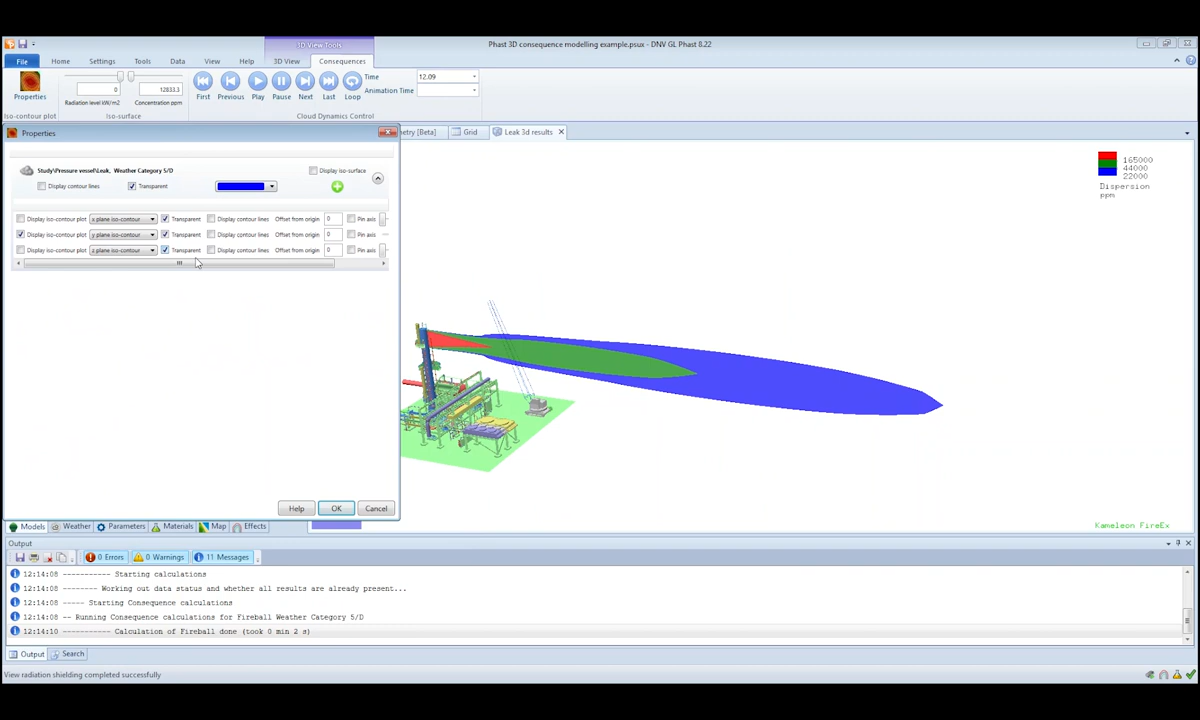 3D View Tools
Phast 3D consequence modelling example.psux - DNV GL Phast 8.22
File Home Settings Tools Data View Help 3D View Consequences
Properties
Iso-contour plot
0
Radiation level kW/m2
12833.3
Concentration ppm
Iso-surface
First Previous Play Pause Next Last Loop
Time 12.09
Animation Time
Cloud Dynamics Control
Properties
metry [Beta] Grid Leak 3d results
Study\Pressure vessel\Leak, Weather Category 5/D
Display iso-surface
Display contour lines Transparent
Display iso-contour plot x plane iso-contour Transparent Display contour lines Offset from origin 0 Pin axis
Display iso-contour plot y plane iso-contour Transparent Display contour lines Offset from origin 0 Pin axis
Display iso-contour plot z plane iso-contour Transparent Display contour lines Offset from origin 0 Pin axis
165000
44000
22000
Dispersion
ppm
Help OK Cancel
Models Weather Parameters Materials Map Effects
Kameleon FireEx
Output
0 Errors 0 Warnings 11 Messages
12:14:08 ----------- Starting calculations
12:14:08 -------- Working out data status and whether all results are already present...
12:14:08 ----- Starting Consequence calculations
12:14:08 -- Running Consequence calculations for Fireball Weather Category 5/D
12:14:10 ----------- Calculation of Fireball done (took 0 min 2 s)
Output Search
View radiation shielding completed successfully